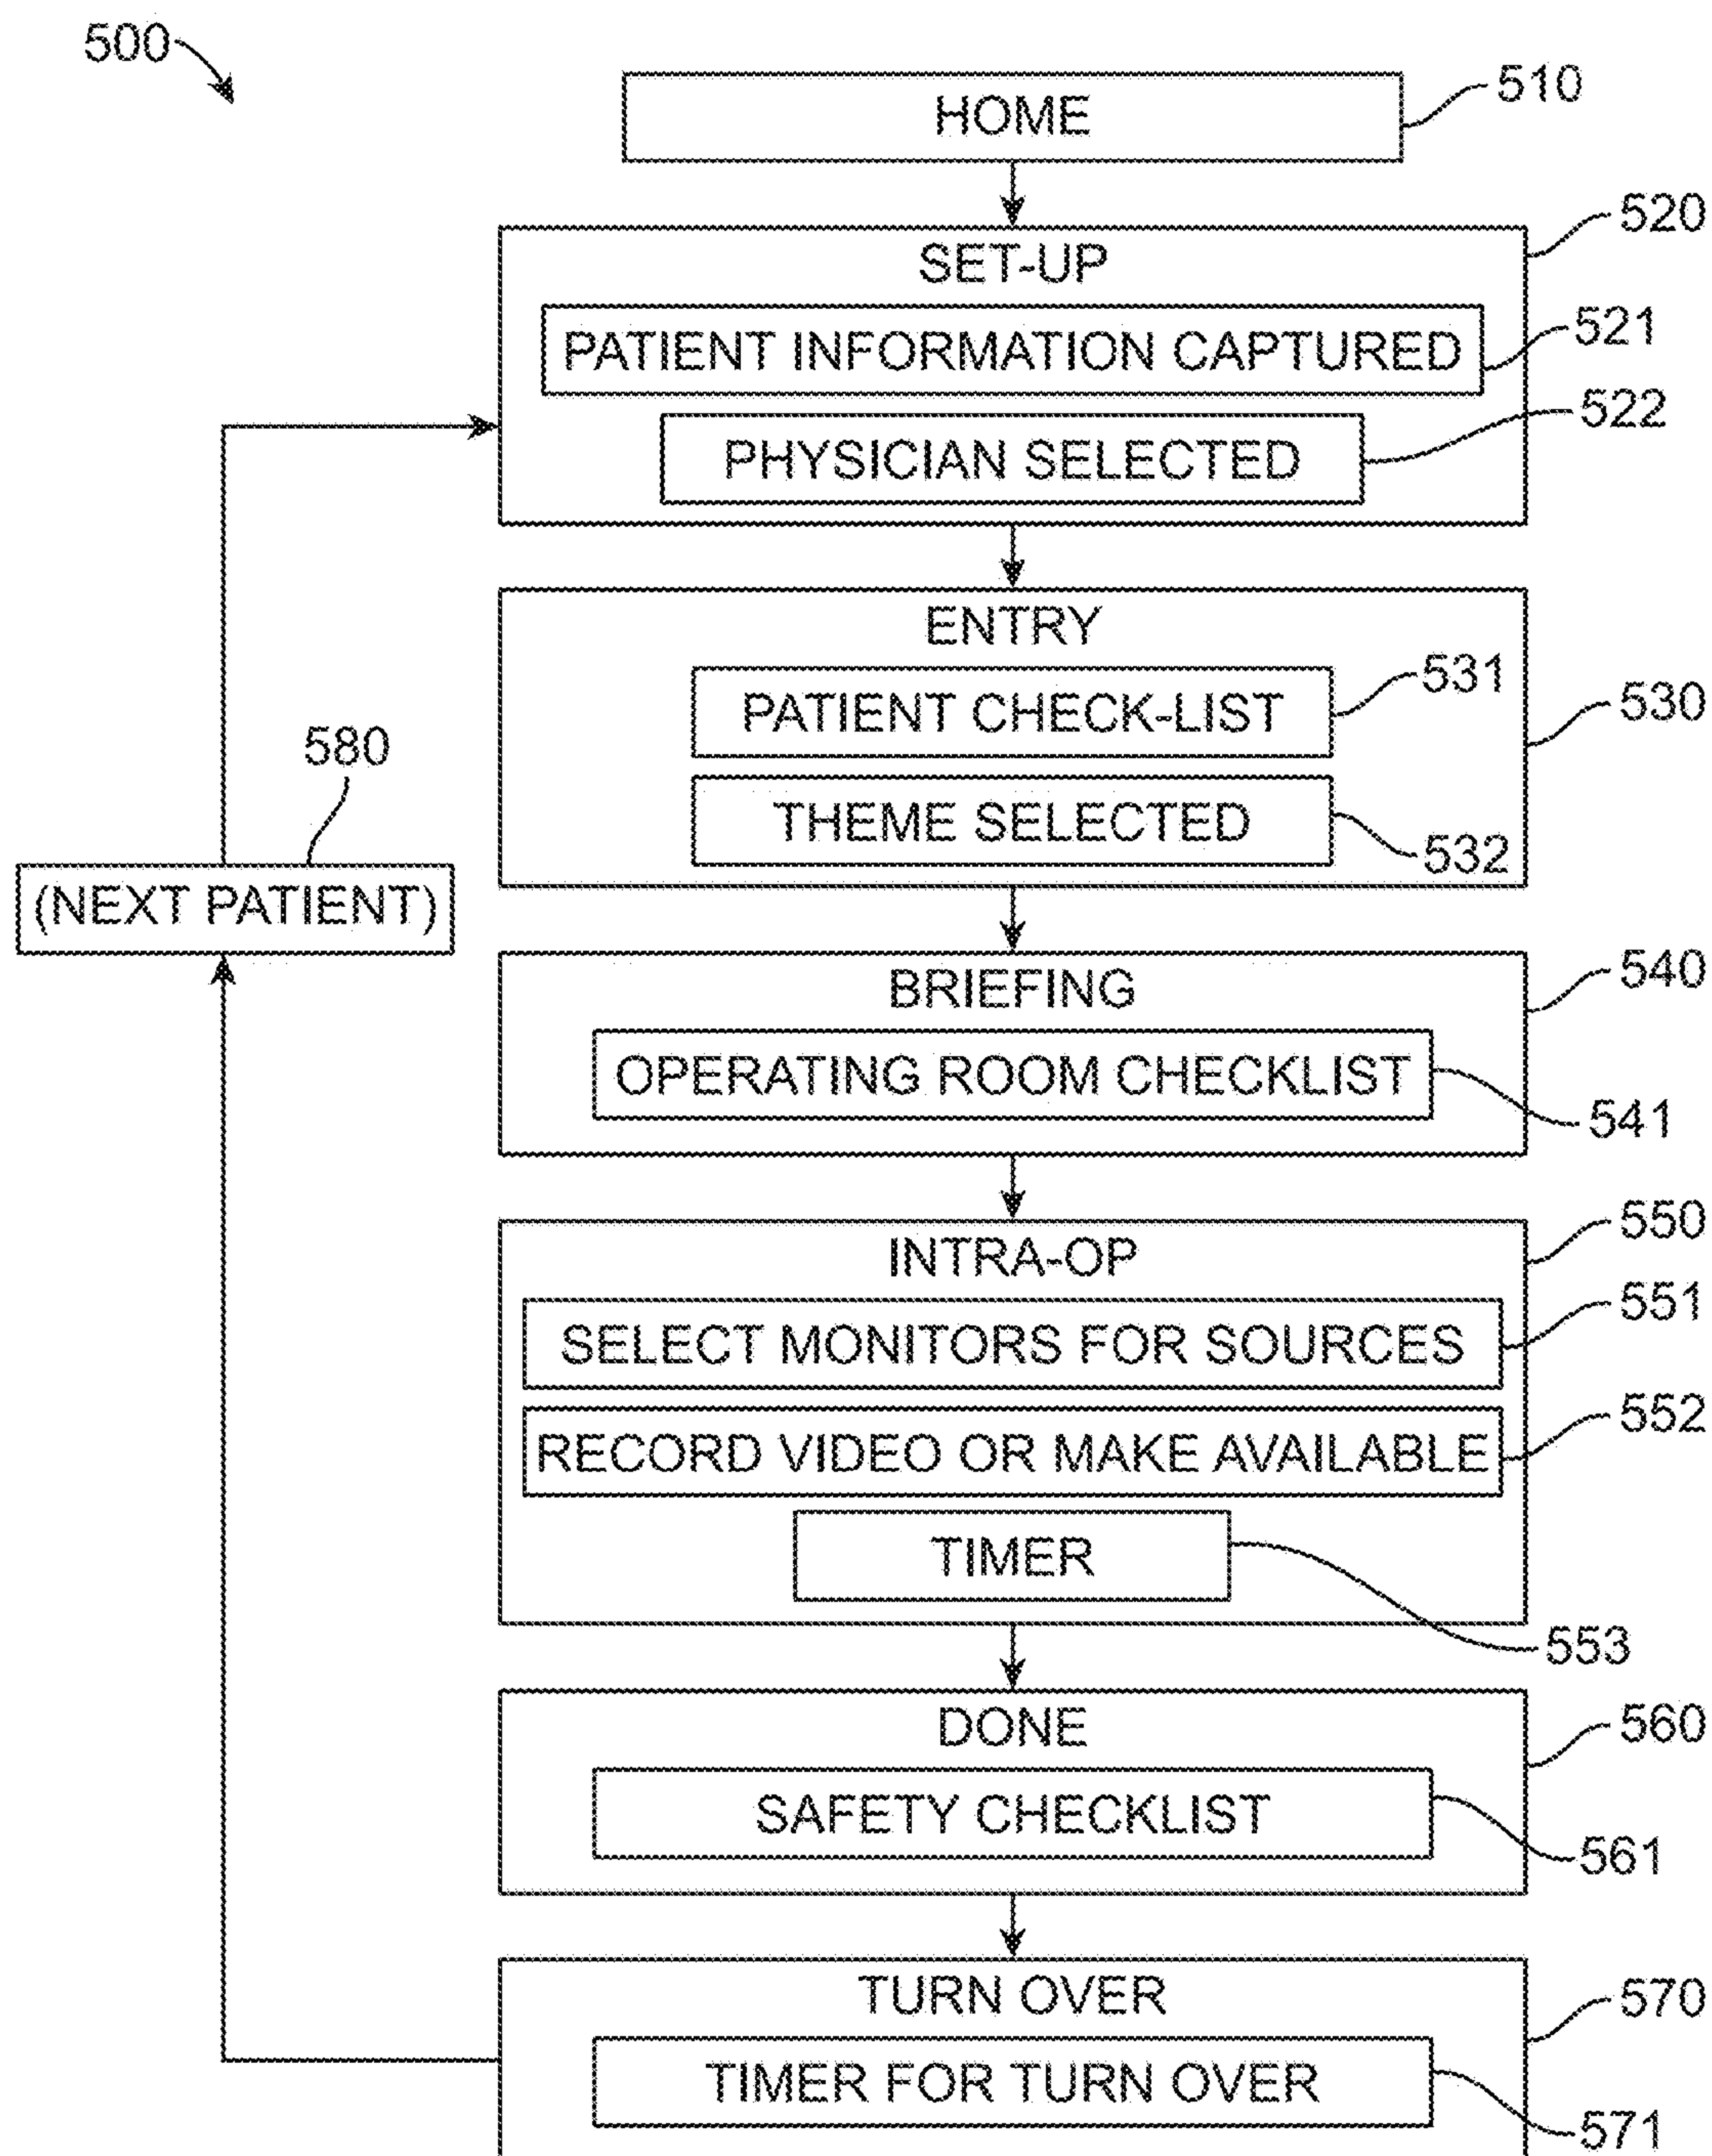 500
HOME
510
SET-UP
520
PATIENT INFORMATION CAPTURED
521
PHYSICIAN SELECTED
522
ENTRY
530
PATIENT CHECK-LIST
531
THEME SELECTED
532
580
(NEXT PATIENT)
BRIEFING
540
OPERATING ROOM CHECKLIST
541
INTRA-OP
550
SELECT MONITORS FOR SOURCES
551
RECORD VIDEO OR MAKE AVAILABLE
552
TIMER
553
DONE
560
SAFETY CHECKLIST
561
TURN OVER
570
TIMER FOR TURN OVER
571